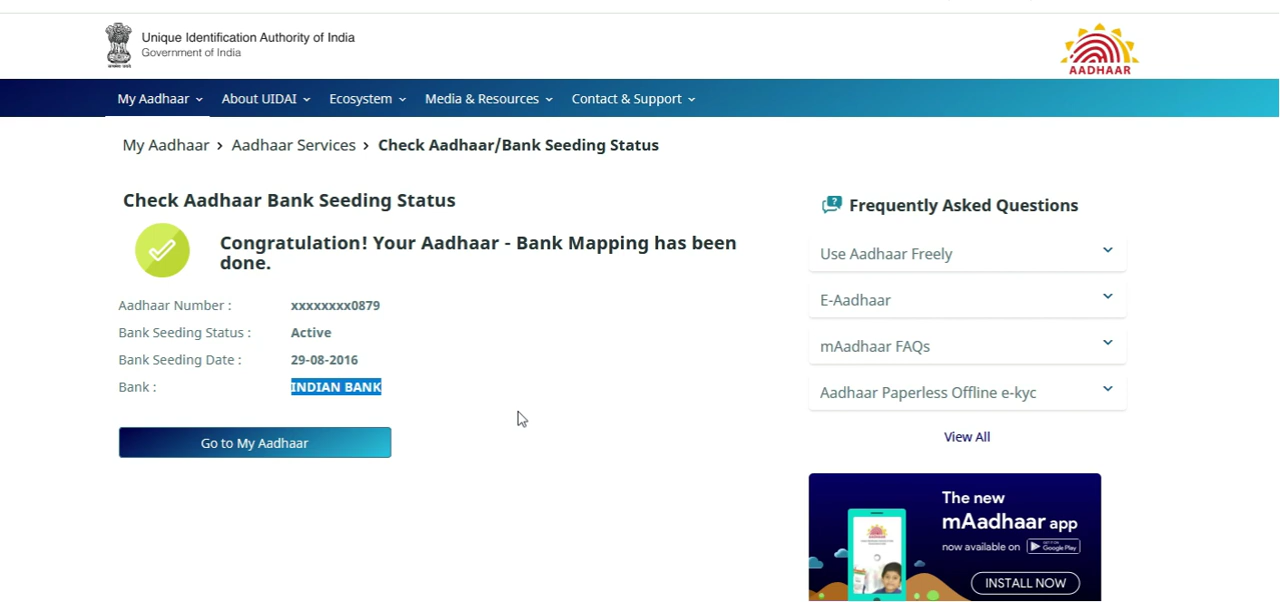 Unique Identification Authority of India
Government of India
AADHAAR
My Aadhaar About UIDAI Ecosystem Media & Resources Contact & Support
My Aadhaar > Aadhaar Services > Check Aadhaar/Bank Seeding Status
Check Aadhaar Bank Seeding Status
Congratulation! Your Aadhaar - Bank Mapping has been
done.
Aadhaar Number : xxxxxxxx0879
Bank Seeding Status : Active
Bank Seeding Date : 29-08-2016
Bank : INDIAN BANK
Go to My Aadhaar
Frequently Asked Questions
Use Aadhaar Freely
E-Aadhaar
mAadhaar FAQs
Aadhaar Paperless Offline e-kyc
View All
The new
mAadhaar app
now available on Google Play
INSTALL NOW